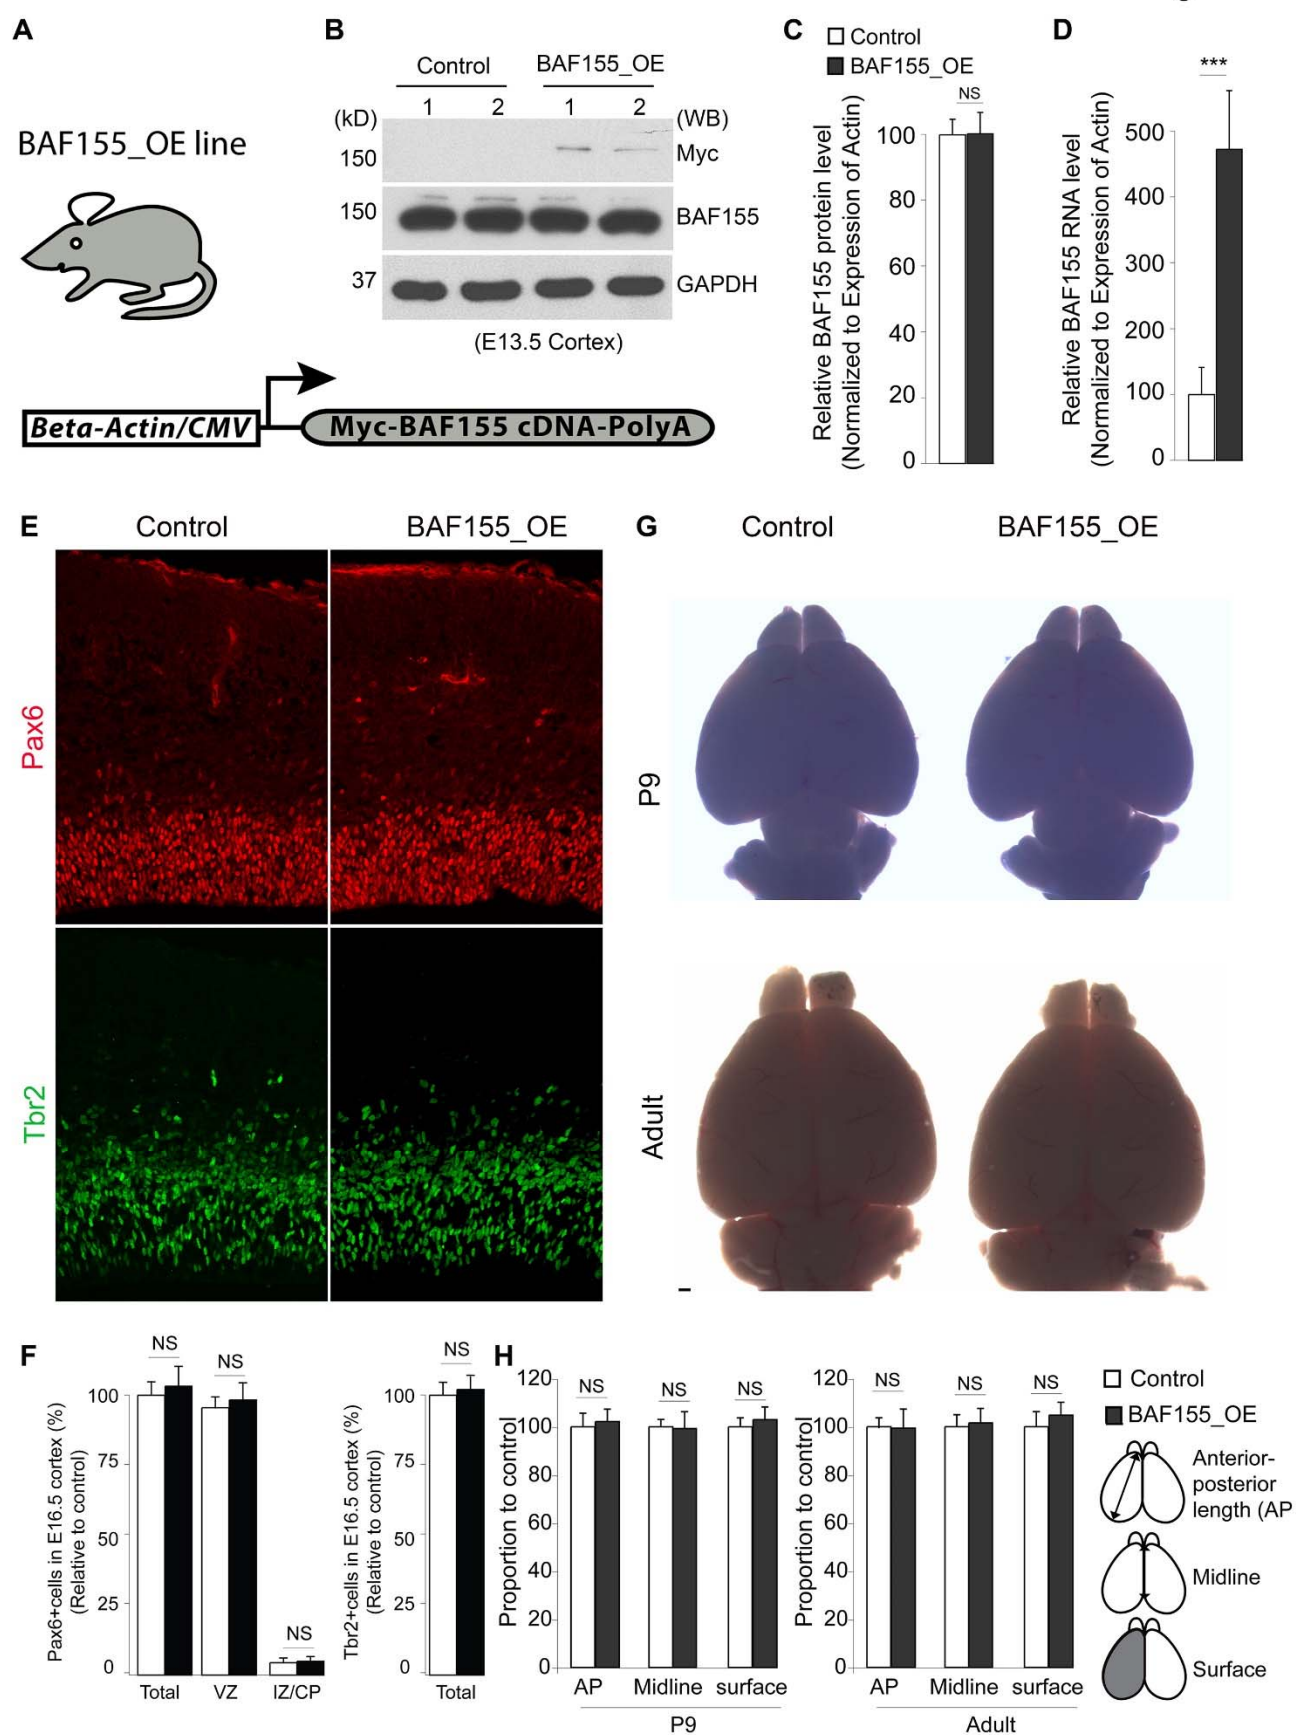 A
BAF155_OE line
Beta-Actin/CMV
Myc-BAF155 cDNA-PolyA
B
Control BAF155_OE
1 2 1 2
(kD) (WB)
150 Myc
150 BAF155
37 GAPDH
(E13.5 Cortex)
C
Control
BAF155_OE
NS
Relative BAF155 protein level
(Normalized to Expression of Actin)
100
80
60
40
20
0
D
***
Relative BAF155 RNA level
(Normalized to Expression of Actin)
500
400
300
200
100
0
E
Control BAF155_OE
Pax6
Tbr2
G
Control BAF155_OE
P9
Adult
F
Pax6+cells in E16.5 cortex (%)
(Relative to control)
100
75
50
25
0
NS NS NS
Total VZ IZ/CP
Tbr2+cells in E16.5 cortex (%)
(Relative to control)
100
75
50
25
0
NS
Total
H
Proportion to control
120
100
80
60
40
20
0
NS NS NS
AP Midline surface
P9
Proportion to control
120
100
80
60
40
20
0
NS NS NS
AP Midline surface
Adult
Control
BAF155_OE
Anterior-
posterior
length (AP
Midline
Surface